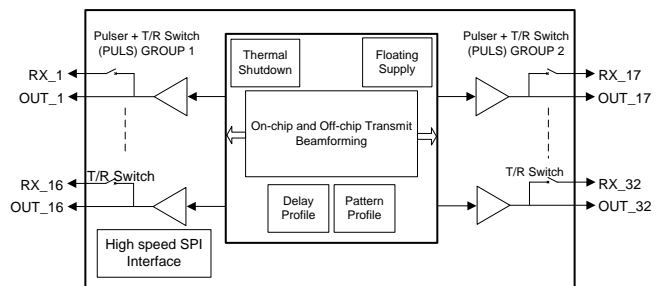 Pulser + T/R Switch
(PULS) GROUP 1
RX_1
OUT_1
RX_16
T/R Switch
OUT_16
High speed SPI
Interface
Thermal
Shutdown
Floating
Supply
On-chip and Off-chip Transmit
Beamforming
Delay
Profile
Pattern
Profile
Pulser + T/R Switch
(PULS) GROUP 2
RX_17
OUT_17
T/R Switch
RX_32
OUT_32